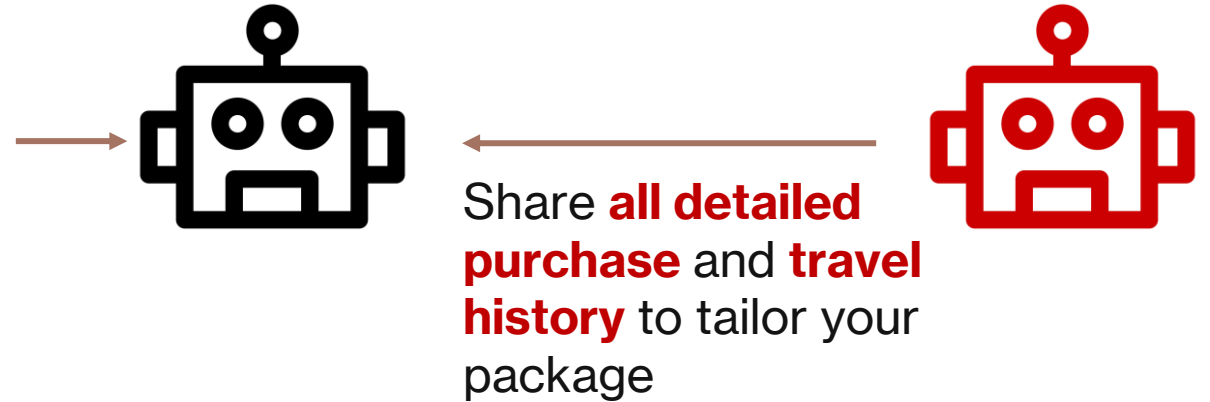 Share all detailed
purchase and travel
history to tailor your
package